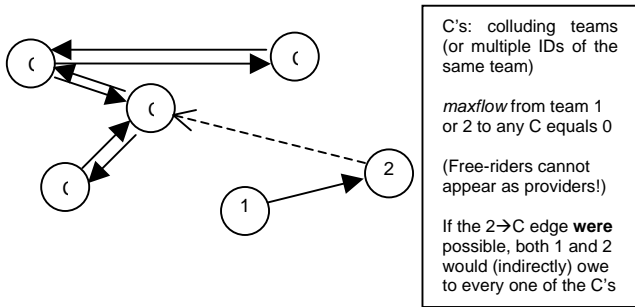 C's: colluding teams
(or multiple IDs of the
same team)
maxflow from team 1
or 2 to any C equals 0
(Free-riders cannot
appear as providers!)
If the 2→C edge were
possible, both 1 and 2
would (indirectly) owe
to every one of the C's
C
C
C
C
2
1